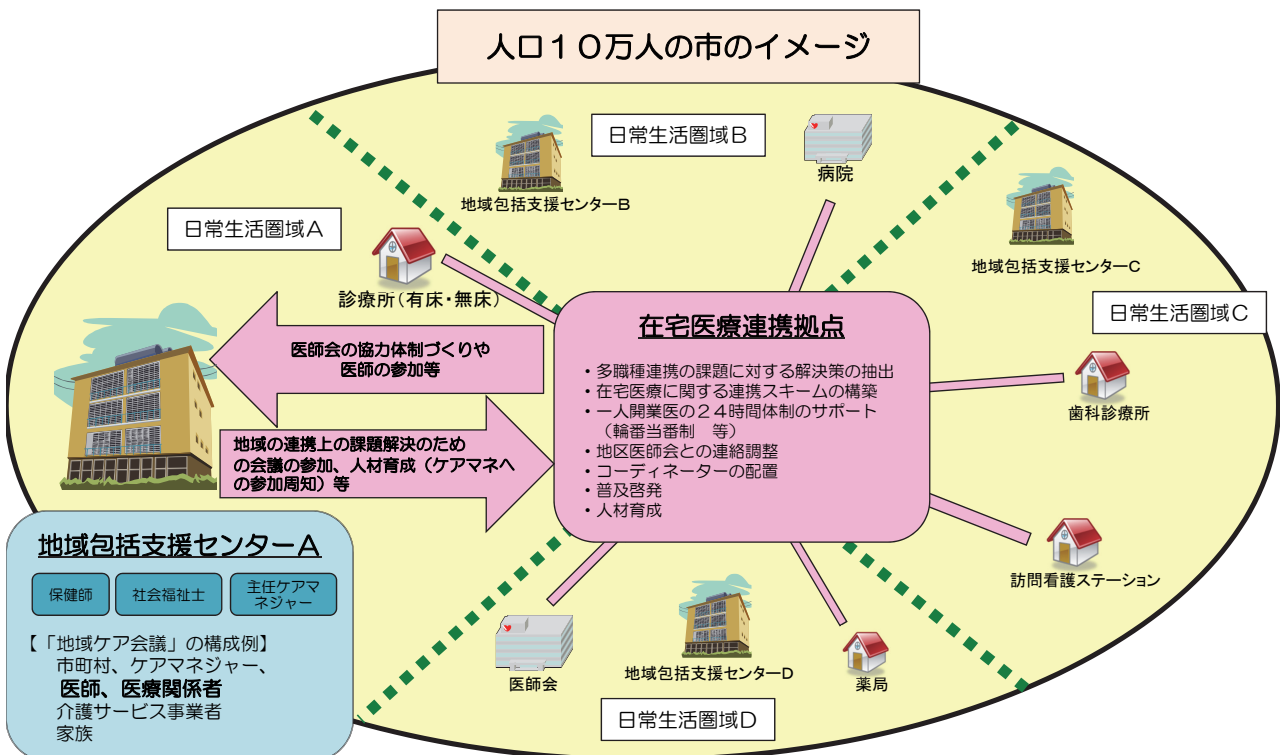 人口１０万人の市のイメージ
日常生活圏域Ｂ
病院
地域包括支援センターＢ
日常生活圏域Ａ
診療所（有床・無床）
地域包括支援センターＣ
日常生活圏域Ｃ
医師会の協力体制づくりや
医師の参加等
地域の連携上の課題解決のため
の会議の参加、人材育成（ケアマネへ
の参加周知）等
在宅医療連携拠点
・多職種連携の課題に対する解決策の抽出
・在宅医療に関する連携スキームの構築
・一人開業医の２４時間体制のサポート
（輪番当番制　等）
・地区医師会との連絡調整
・コーディネーターの配置
・普及啓発
・人材育成
歯科診療所
訪問看護ステーション
地域包括支援センターＡ
保健師
社会福祉士
主任ケアマ
ネジャー
【「地域ケア会議」の構成例】
市町村、ケアマネジャー、
医師、医療関係者
介護サービス事業者
家族
医師会
地域包括支援センターＤ
薬局
日常生活圏域Ｄ